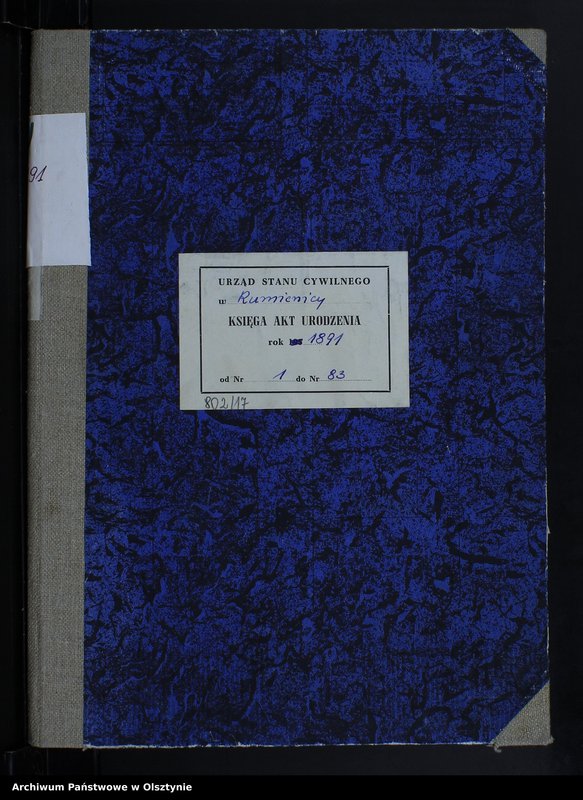 91
URZĄD STANU CYWILNEGO
w Rumienicy
KSIĘGA AKT URODZENIA
rok 1891
od Nr 1 do Nr 83
802/17
Archiwum Państwowe w Olsztynie